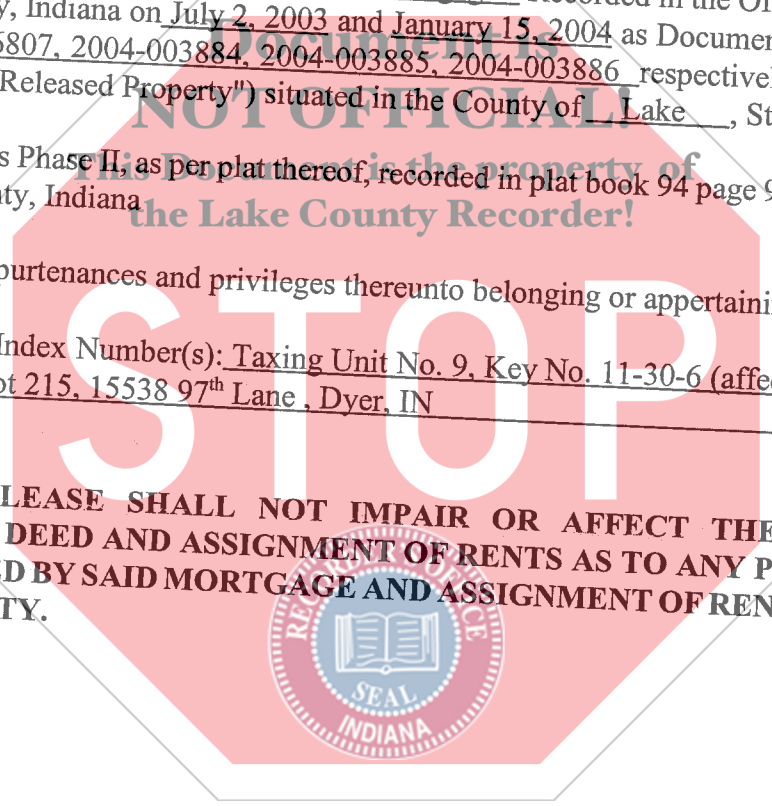 y, Indiana on July 2, 2003 and January 15, 2004 as Documen
6807, 2004-003884, 2004-003885, 2004-003886 respectivel
Released Property") situated in the County of Lake, St
s Phase II, as per plat thereof, recorded in plat book 94 page 9
nty, Indiana
purtenances and privileges thereunto belonging or appertaini
Index Number(s): Taxing Unit No. 9, Key No. 11-30-6 (affec
ot 215, 15538 97th Lane , Dyer, IN
LEASE SHALL NOT IMPAIR OR AFFECT THE
DEED AND ASSIGNMENT OF RENTS AS TO ANY P
ED BY SAID MORTGAGE AND ASSIGNMENT OF REN
TY.
Document is
NOT OFFICIAL!
This Document is the property of
the Lake County Recorder!
STOP
SEAL
INDIANA